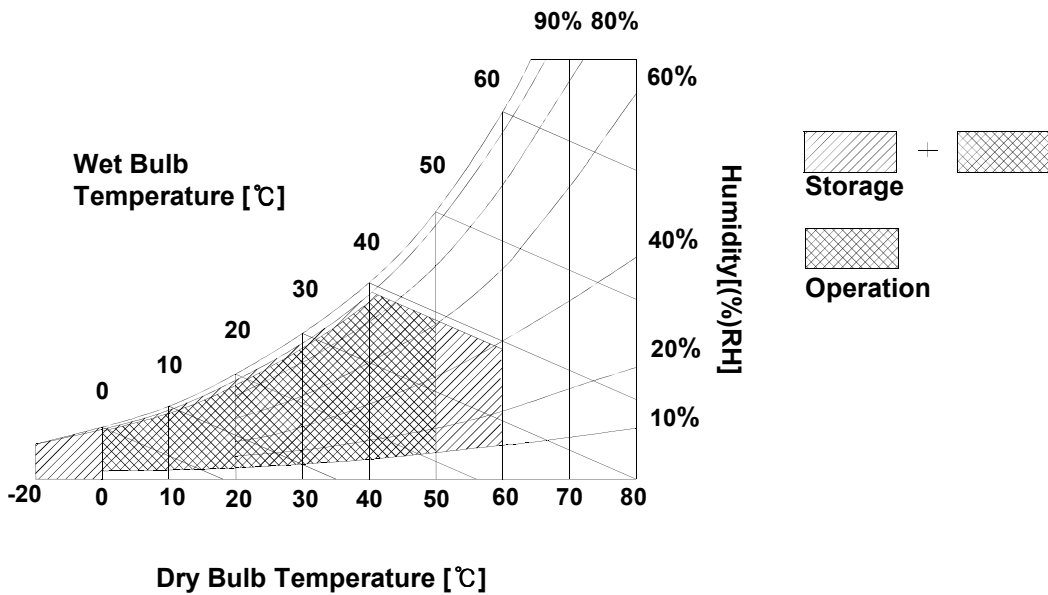 90% 80%
60
60%
50
Wet Bulb
Temperature [℃]
40
30
20
10
0
40%
20%
10%
Humidity[(%)RH]
-20 0 10 20 30 40 50 60 70 80
Dry Bulb Temperature [℃]
+
Storage
Operation